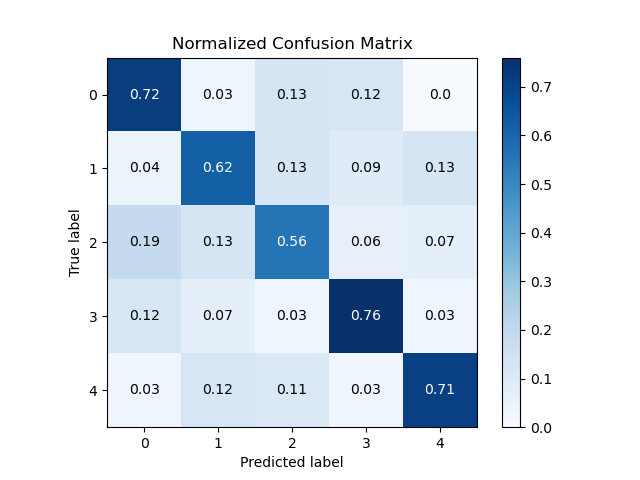 Normalized Confusion Matrix
True label
0 0.72 0.03 0.13 0.12 0.0
1 0.04 0.62 0.13 0.09 0.13
2 0.19 0.13 0.56 0.06 0.07
3 0.12 0.07 0.03 0.76 0.03
4 0.03 0.12 0.11 0.03 0.71
0 1 2 3 4
Predicted label
0.7
0.6
0.5
0.4
0.3
0.2
0.1
0.0